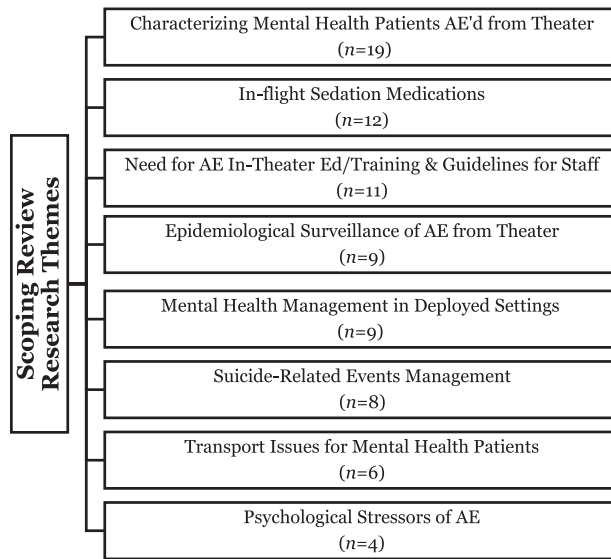 Scoping Review
Research Themes
Characterizing Mental Health Patients AE'd from Theater
(n=19)
In-flight Sedation Medications
(n=12)
Need for AE In-Theater Ed/Training & Guidelines for Staff
(n=11)
Epidemiological Surveillance of AE from Theater
(n=9)
Mental Health Management in Deployed Settings
(n=9)
Suicide-Related Events Management
(n=8)
Transport Issues for Mental Health Patients
(n=6)
Psychological Stressors of AE
(n=4)